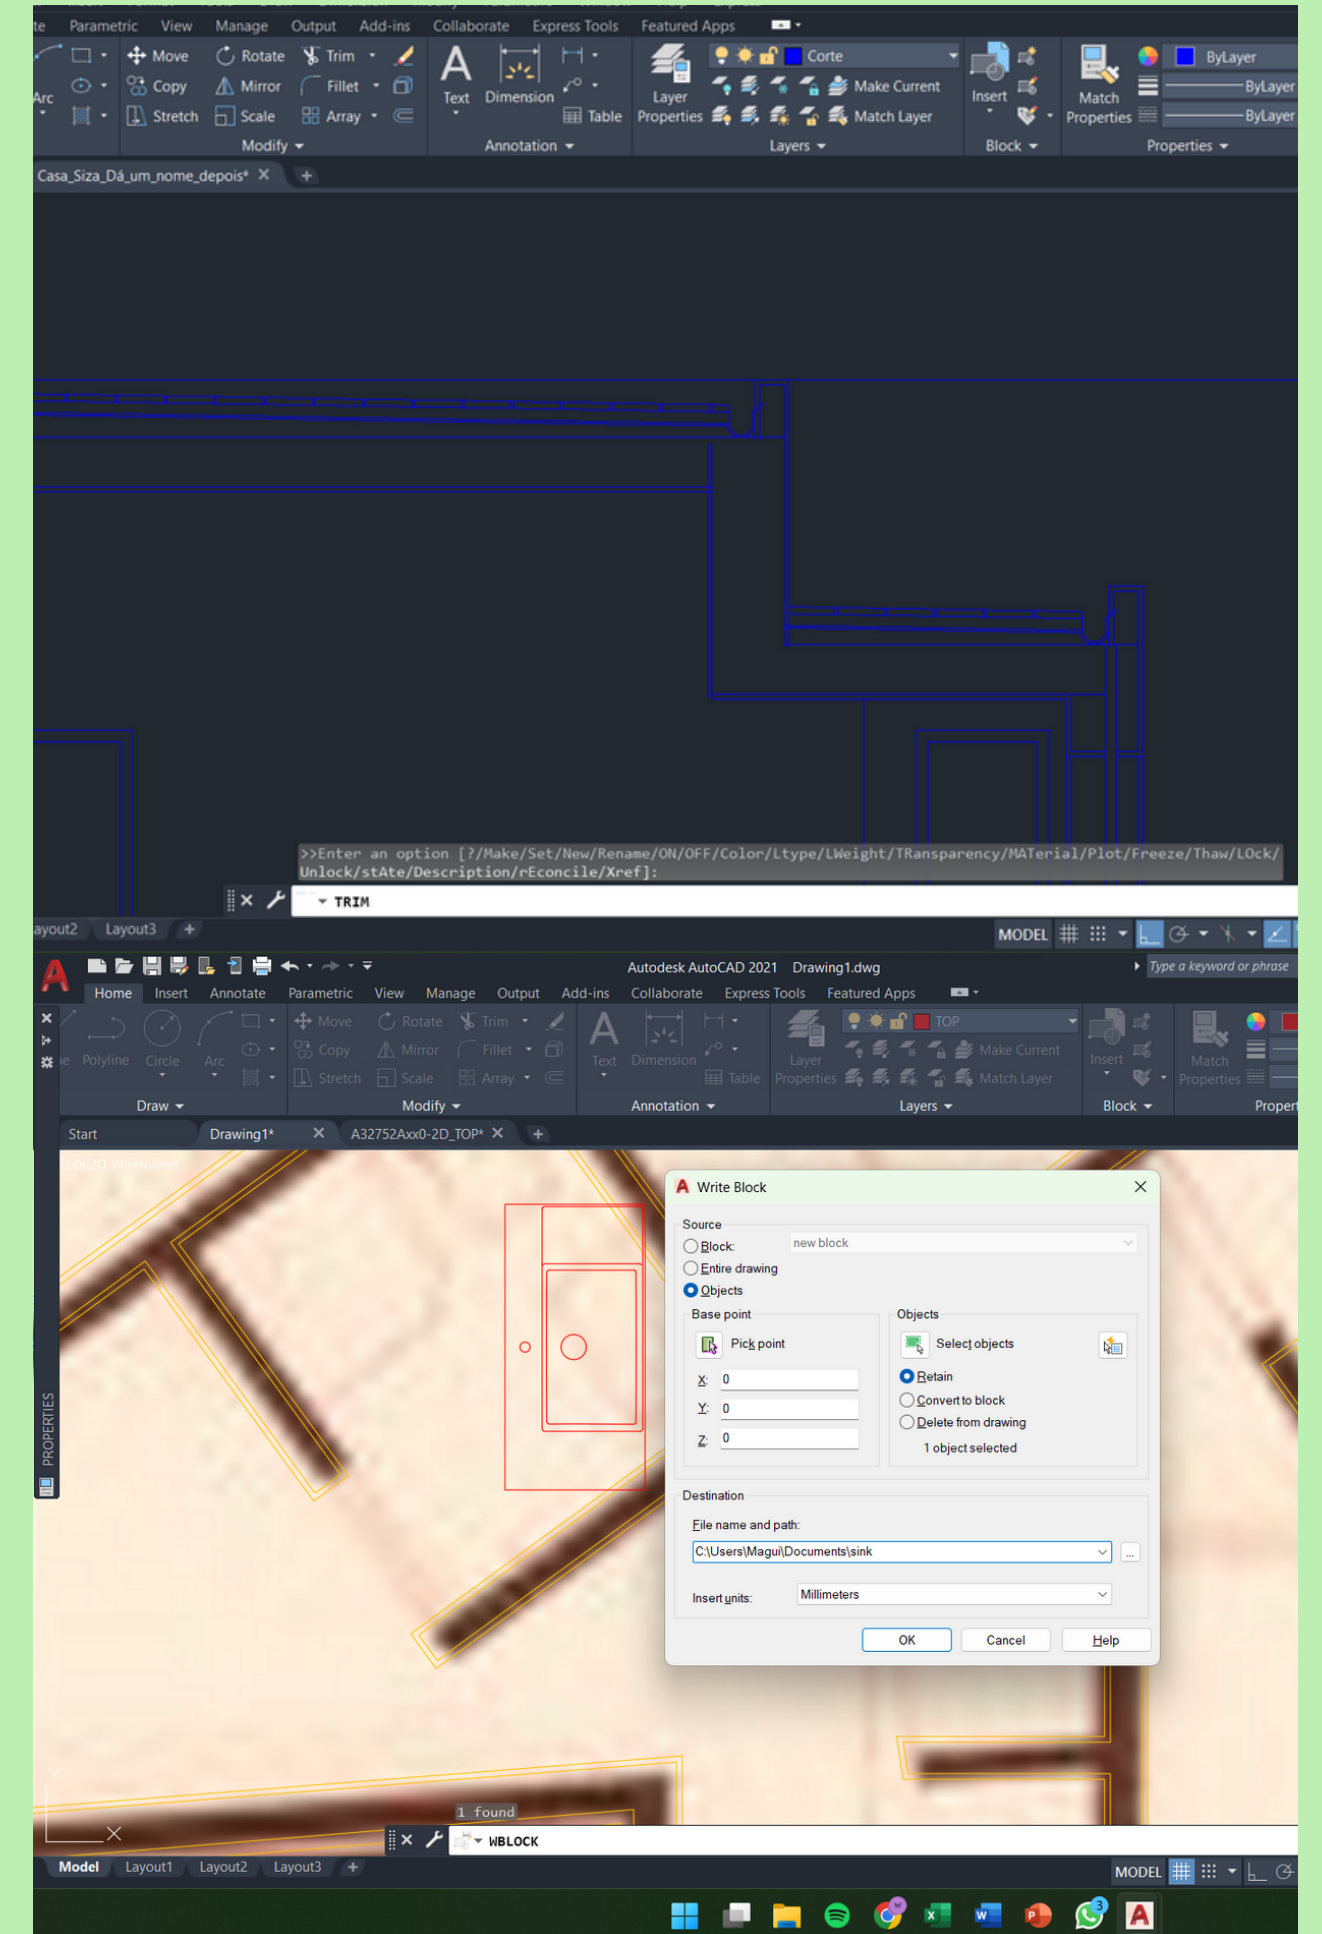 Parametric View Manage Output Add-ins Collaborate Express Tools Featured Apps
Move Rotate Trim Corte ByLayer
Copy Mirror Fillet Make Current ByLayer
Arc Text Dimension Layer Insert Match
Stretch Scale Array Table Properties Match Layer Properties ByLayer
Modify Annotation Layers Block Properties
Casa_Siza_Dá_um_nome_depois*
>>Enter an option [?/Make/Set/New/Rename/ON/OFF/Color/Ltype/LWeight/TRansparency/MATerial/Plot/Freeze/Thaw/LOck/
Unlock/stAte/Description/rEconcile/Xref]:
TRIM
ayout2 Layout3 MODEL
Autodesk AutoCAD 2021 Drawing1.dwg Type a keyword or phrase
Home Insert Annotate Parametric View Manage Output Add-ins Collaborate Express Tools Featured Apps
Move Rotate Trim TOP
Polyline Circle Arc Copy Mirror Fillet Text Dimension Layer Make Current Insert Match
Stretch Scale Array Table Properties Match Layer Properties
Draw Modify Annotation Layers Block Proper
Start Drawing1* A32752Axx0-2D_TOP*
Top][2D Wireframe]
Write Block
Source
Block: new block
Entire drawing
Objects
Base point Objects
Pick point Select objects
X: 0 Retain
Y: 0 Convert to block
Delete from drawing
Z: 0
1 object selected
Destination
File name and path:
C:\Users\Magui\Documents\sink
...
Insert units: Millimeters
OK Cancel Help
PROPERTIES
Y
X
1 found
WBLOCK
Model Layout1 Layout2 Layout3 MODEL
3